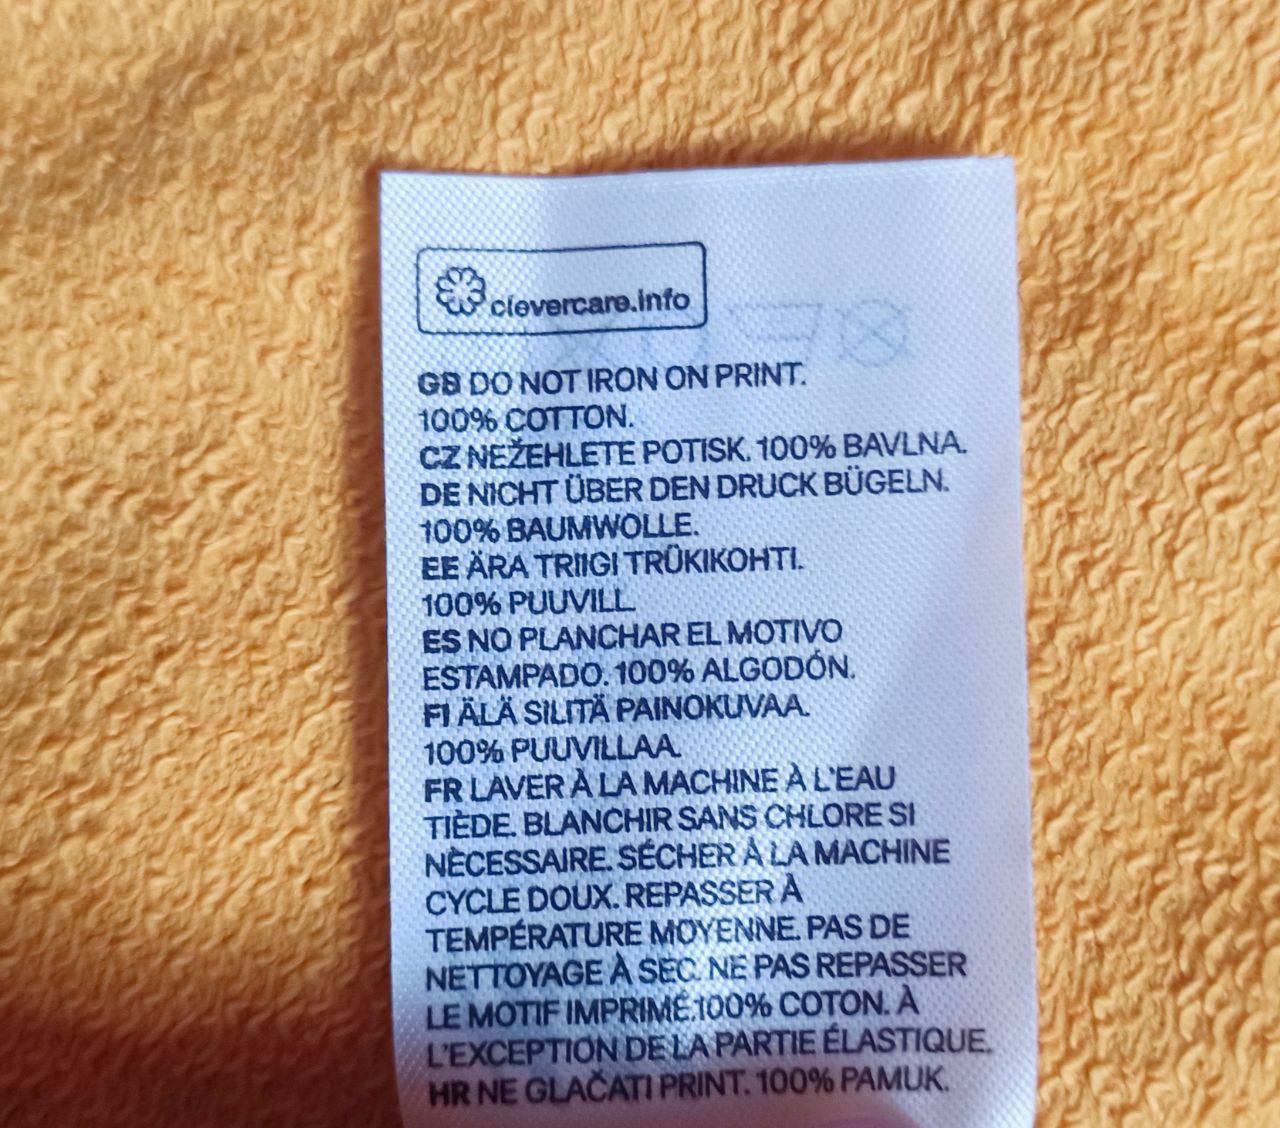 clevercare.info
GB DO NOT IRON ON PRINT.
100% COTTON.
CZ NEŽEHLETE POTISK. 100% BAVLNA.
DE NICHT ÜBER DEN DRUCK BÜGELN.
100% BAUMWOLLE.
EE ÄRA TRIIGI TRÜKIKOHTI.
100% PUUVILL.
ES NO PLANCHAR EL MOTIVO
ESTAMPADO. 100% ALGODÓN.
FI ÄLÄ SILITÄ PAINOKUVAA.
100% PUUVILLAA.
FR LAVER À LA MACHINE À L'EAU
TIÈDE. BLANCHIR SANS CHLORE SI
NÈCESSAIRE. SÉCHER À LA MACHINE
CYCLE DOUX. REPASSER À
TEMPÉRATURE MOYENNE. PAS DE
NETTOYAGE À SEC. NE PAS REPASSER
LE MOTIF IMPRIMÉ.100% COTON. À
L'EXCEPTION DE LA PARTIE ÉLASTIQUE.
HR NE GLAČATI PRINT. 100% PAMUK.